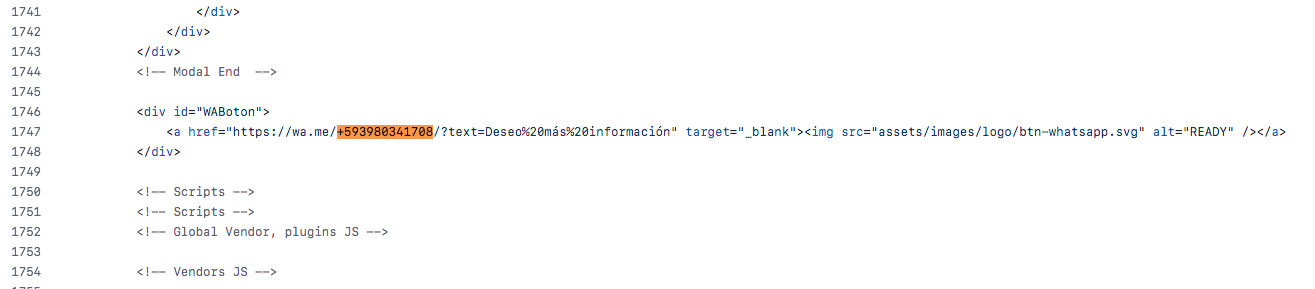 1741 </div>
1742 </div>
1743 </div>
1744 <!-- Modal End  -->
1745
1746 <div id="WABoton">
1747 <a href="https://wa.me/+593980341708/?text=Deseo%20más%20información" target="_blank"><img src="assets/images/logo/btn-whatsapp.svg" alt="READY" /></a>
1748 </div>
1749
1750 <!-- Scripts -->
1751 <!-- Scripts -->
1752 <!-- Global Vendor, plugins JS -->
1753
1754 <!-- Vendors JS -->